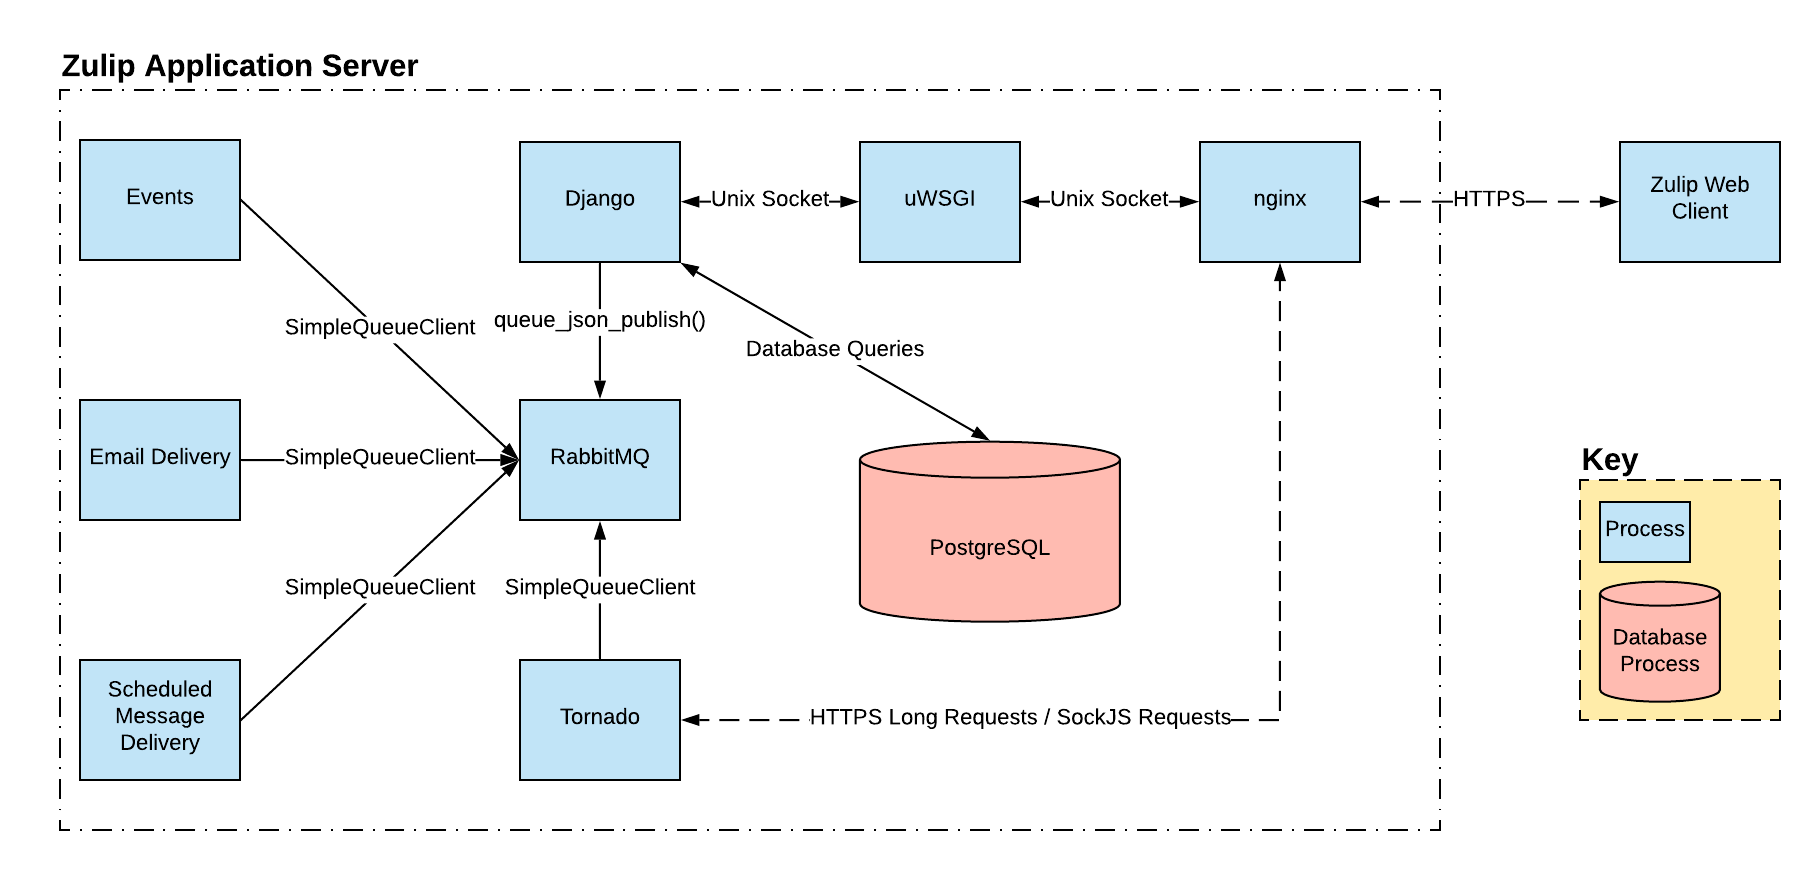 Zulip Application Server
Events
Django
Unix Socket
uWSGI
Unix Socket
nginx
HTTPS
Zulip Web
Client
SimpleQueueClient
queue_json_publish()
Database Queries
Email Delivery
SimpleQueueClient
RabbitMQ
PostgreSQL
SimpleQueueClient
SimpleQueueClient
Scheduled
Message
Delivery
Tornado
HTTPS Long Requests / SockJS Requests
Key
Process
Database
Process